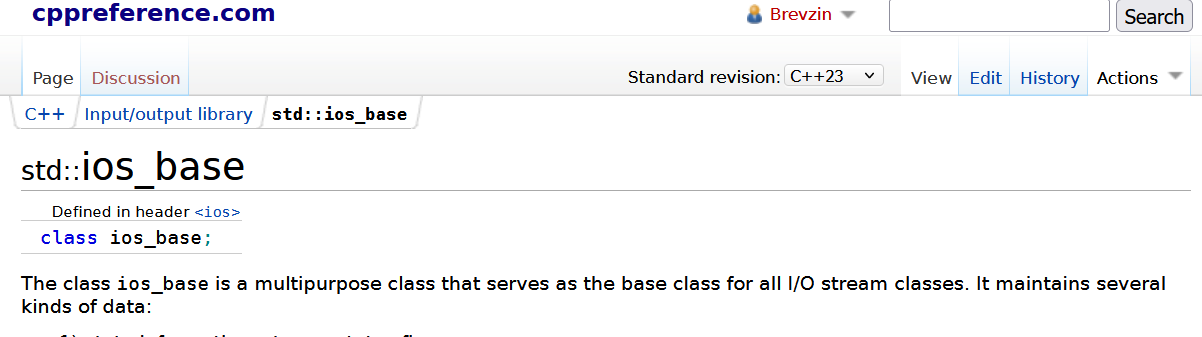 cppreference.com
Brevzin
Search
Page Discussion
Standard revision: C++23
View Edit History Actions
C++ Input/output library std::ios_base
std::ios_base
Defined in header <ios>
class ios_base;
The class ios_base is a multipurpose class that serves as the base class for all I/O stream classes. It maintains several
kinds of data: